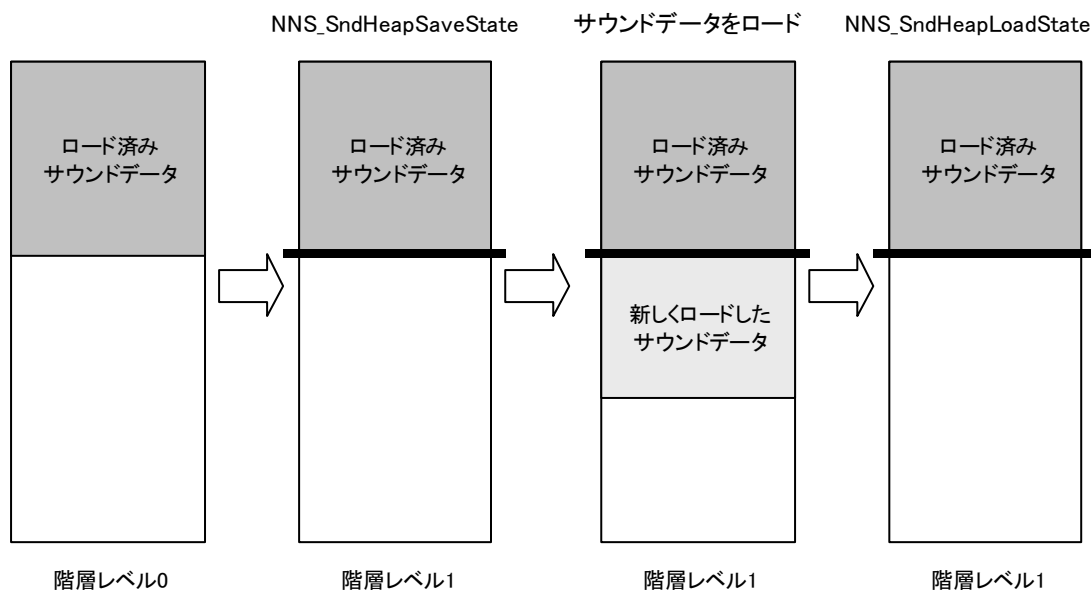 NNS_SndHeapSaveState
サウンドデータをロード
NNS_SndHeapLoadState
ロード済み
サウンドデータ
ロード済み
サウンドデータ
ロード済み
サウンドデータ
ロード済み
サウンドデータ
新しくロードした
サウンドデータ
階層レベル0
階層レベル1
階層レベル1
階層レベル1